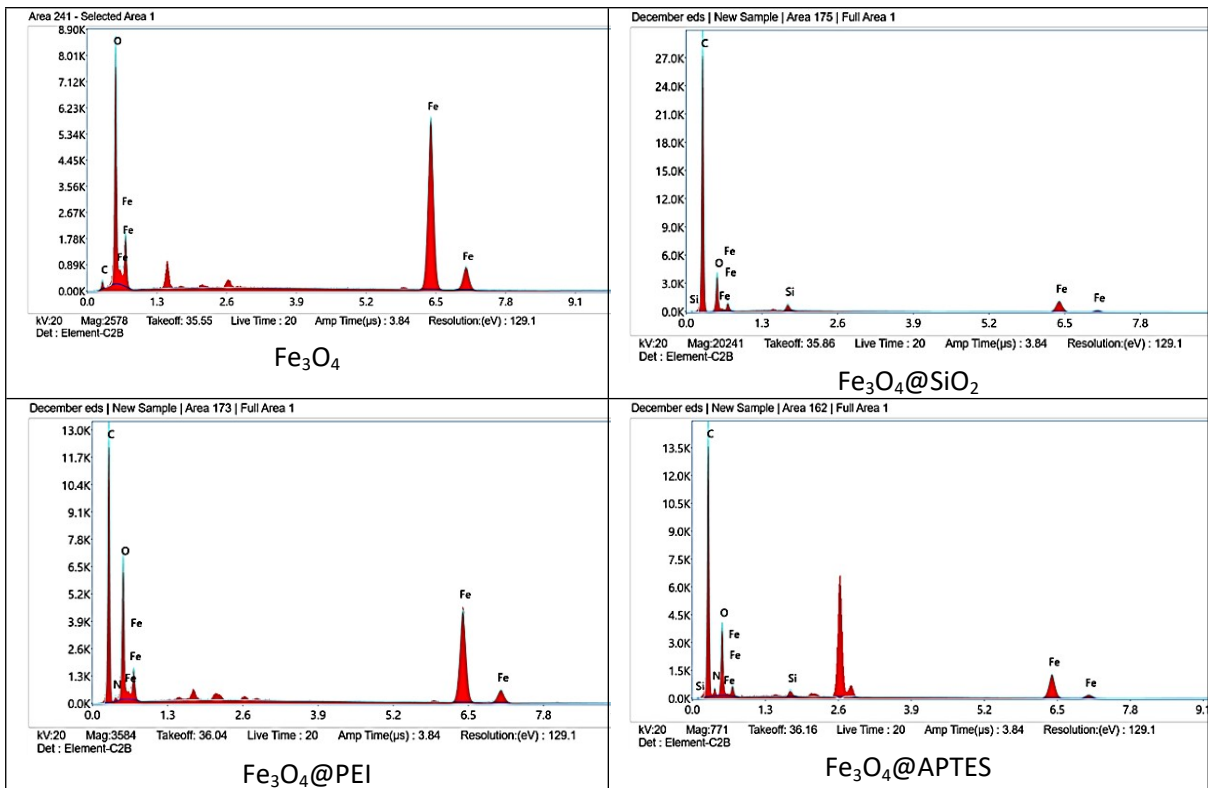 Area 241 - Selected Area 1
8.90K
8.01K
7.12K
6.23K
5.34K
4.45K
3.56K
2.67K
1.78K
0.89K
0.00K
O
Fe
Fe
Fe
Fe
C
Fe
0.0 1.3 2.6 3.9 5.2 6.5 7.8 9.1
kV:20 Mag:2578 Takeoff: 35.55 Live Time : 20 Amp Time(µs) : 3.84 Resolution:(eV) : 129.1
Det : Element-C2B
Fe₃O₄
December eds | New Sample | Area 175 | Full Area 1
27.0K
24.0K
21.0K
18.0K
15.0K
12.0K
9.0K
6.0K
3.0K
0.0K
C
Fe
O
Fe
Si
Fe
Si
Fe
Fe
0.0 1.3 2.6 3.9 5.2 6.5 7.8
kV:20 Mag:20241 Takeoff: 35.86 Live Time : 20 Amp Time(µs) : 3.84 Resolution:(eV) : 129.1
Det : Element-C2B
Fe₃O₄@SiO₂
December eds | New Sample | Area 173 | Full Area 1
13.0K
11.7K
10.4K
9.1K
7.8K
6.5K
5.2K
3.9K
2.6K
1.3K
0.0K
C
O
Fe
Fe
Fe
N
Fe
Fe
0.0 1.3 2.6 3.9 5.2 6.5 7.8
kV:20 Mag:3584 Takeoff: 36.04 Live Time : 20 Amp Time(µs) : 3.84 Resolution:(eV) : 129.1
Det : Element-C2B
Fe₃O₄@PEI
December eds | New Sample | Area 162 | Full Area 1
13.5K
12.0K
10.5K
9.0K
7.5K
6.0K
4.5K
3.0K
1.5K
0.0K
C
O
Fe
Fe
Fe
Si
N
Fe
Si
Fe
0.0 1.3 2.6 3.9 5.2 6.5 7.8 9.1
kV:20 Mag:771 Takeoff: 36.16 Live Time : 20 Amp Time(µs) : 3.84 Resolution:(eV) : 129.1
Det : Element-C2B
Fe₃O₄@APTES